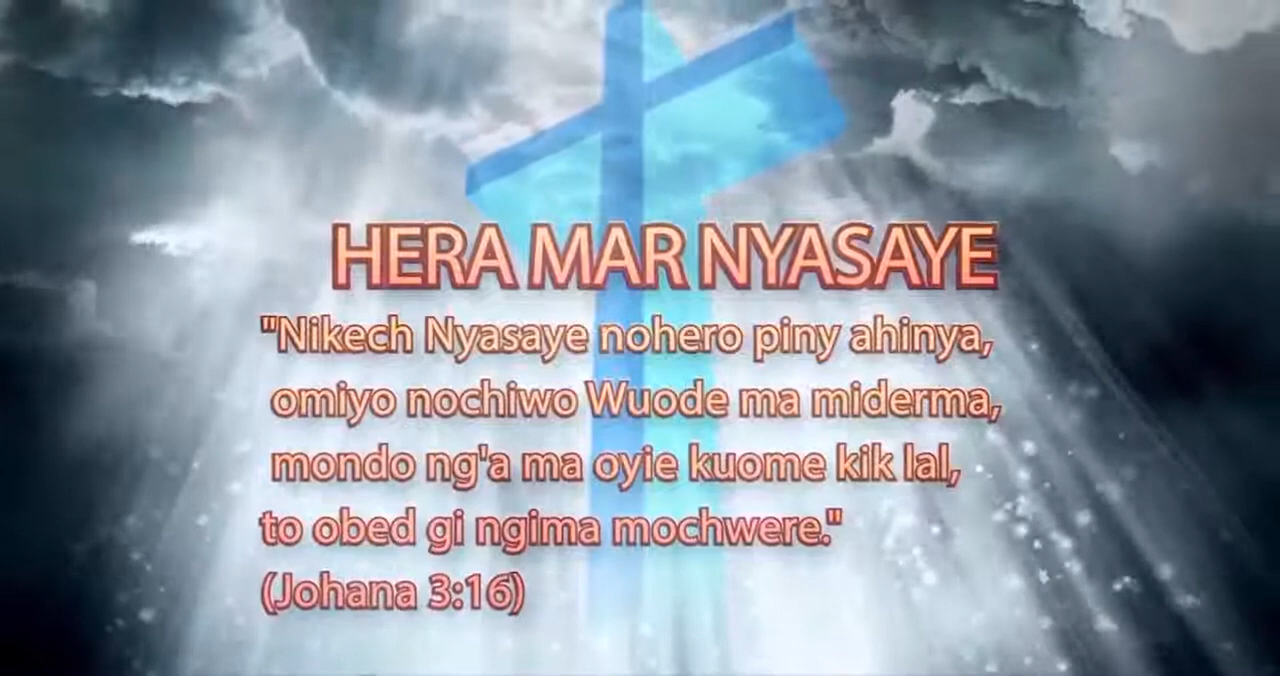 HERA MAR NYASAYE
"Nikech Nyasaye nohero piny ahinya,
omiyo nochiwo Wuode ma miderma,
mondo ng'a ma oyie kuome kik lal,
to obed gi ngima mochwere."
(Johana 3:16)